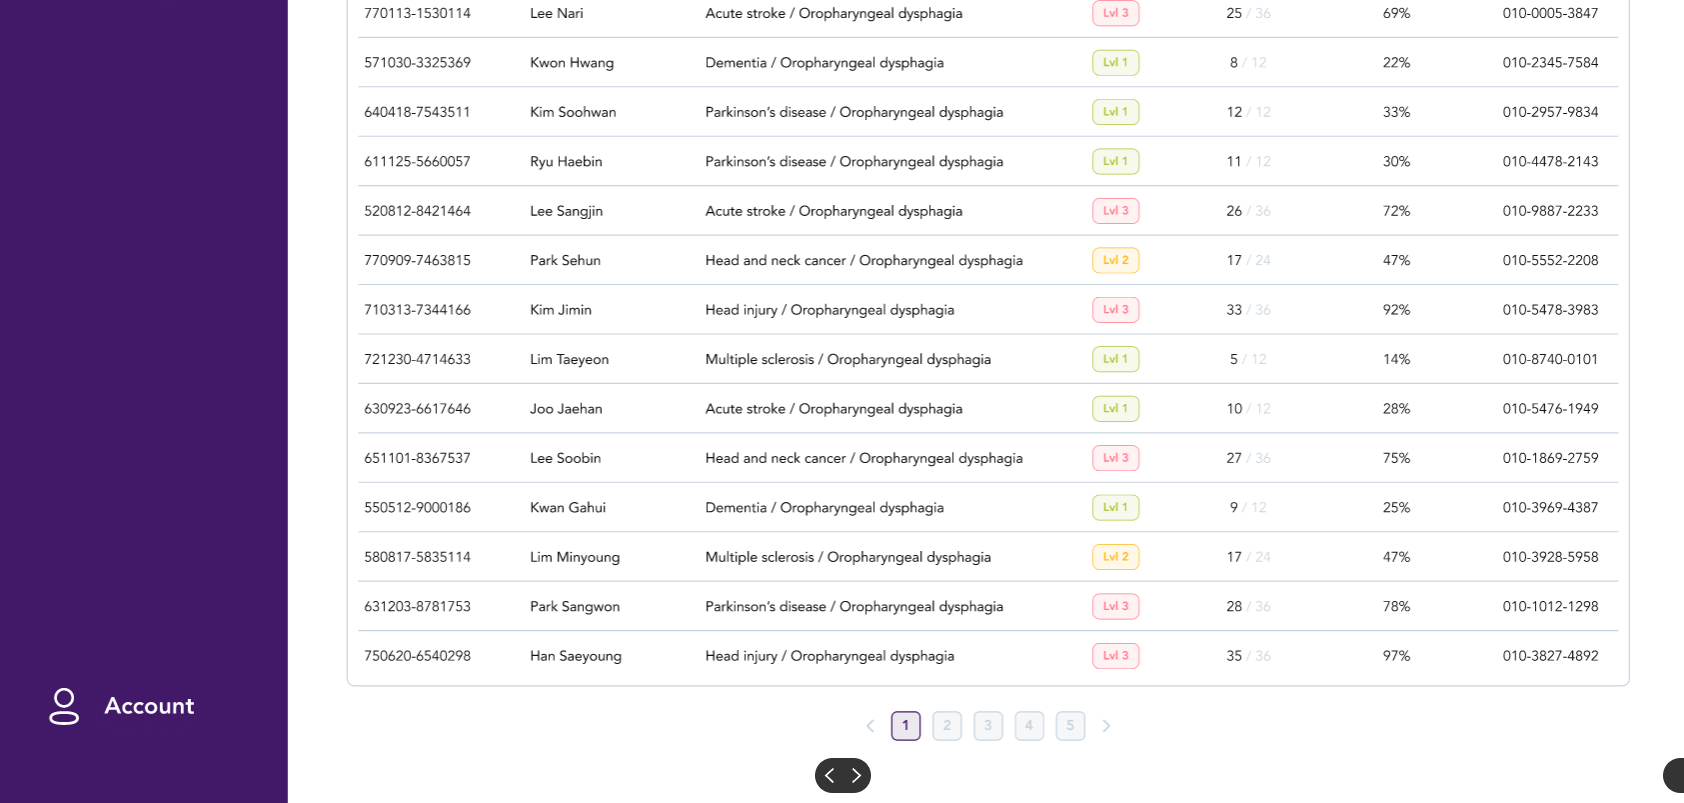 770113-1530114 Lee Nari Acute stroke / Oropharyngeal dysphagia Lvl 3 25 / 36 69% 010-0005-3847
571030-3325369 Kwon Hwang Dementia / Oropharyngeal dysphagia Lvl 1 8 / 12 22% 010-2345-7584
640418-7543511 Kim Soohwan Parkinson's disease / Oropharyngeal dysphagia Lvl 1 12 / 12 33% 010-2957-9834
611125-5660057 Ryu Haebin Parkinson's disease / Oropharyngeal dysphagia Lvl 1 11 / 12 30% 010-4478-2143
520812-8421464 Lee Sangjin Acute stroke / Oropharyngeal dysphagia Lvl 3 26 / 36 72% 010-9887-2233
770909-7463815 Park Sehun Head and neck cancer / Oropharyngeal dysphagia Lvl 2 17 / 24 47% 010-5552-2208
710313-7344166 Kim Jimin Head injury / Oropharyngeal dysphagia Lvl 3 33 / 36 92% 010-5478-3983
721230-4714633 Lim Taeyeon Multiple sclerosis / Oropharyngeal dysphagia Lvl 1 5 / 12 14% 010-8740-0101
630923-6617646 Joo Jaehan Acute stroke / Oropharyngeal dysphagia Lvl 1 10 / 12 28% 010-5476-1949
651101-8367537 Lee Soobin Head and neck cancer / Oropharyngeal dysphagia Lvl 3 27 / 36 75% 010-1869-2759
550512-9000186 Kwan Gahui Dementia / Oropharyngeal dysphagia Lvl 1 9 / 12 25% 010-3969-4387
580817-5835114 Lim Minyoung Multiple sclerosis / Oropharyngeal dysphagia Lvl 2 17 / 24 47% 010-3928-5958
631203-8781753 Park Sangwon Parkinson's disease / Oropharyngeal dysphagia Lvl 3 28 / 36 78% 010-1012-1298
750620-6540298 Han Saeyoung Head injury / Oropharyngeal dysphagia Lvl 3 35 / 36 97% 010-3827-4892
Account
1 2 3 4 5